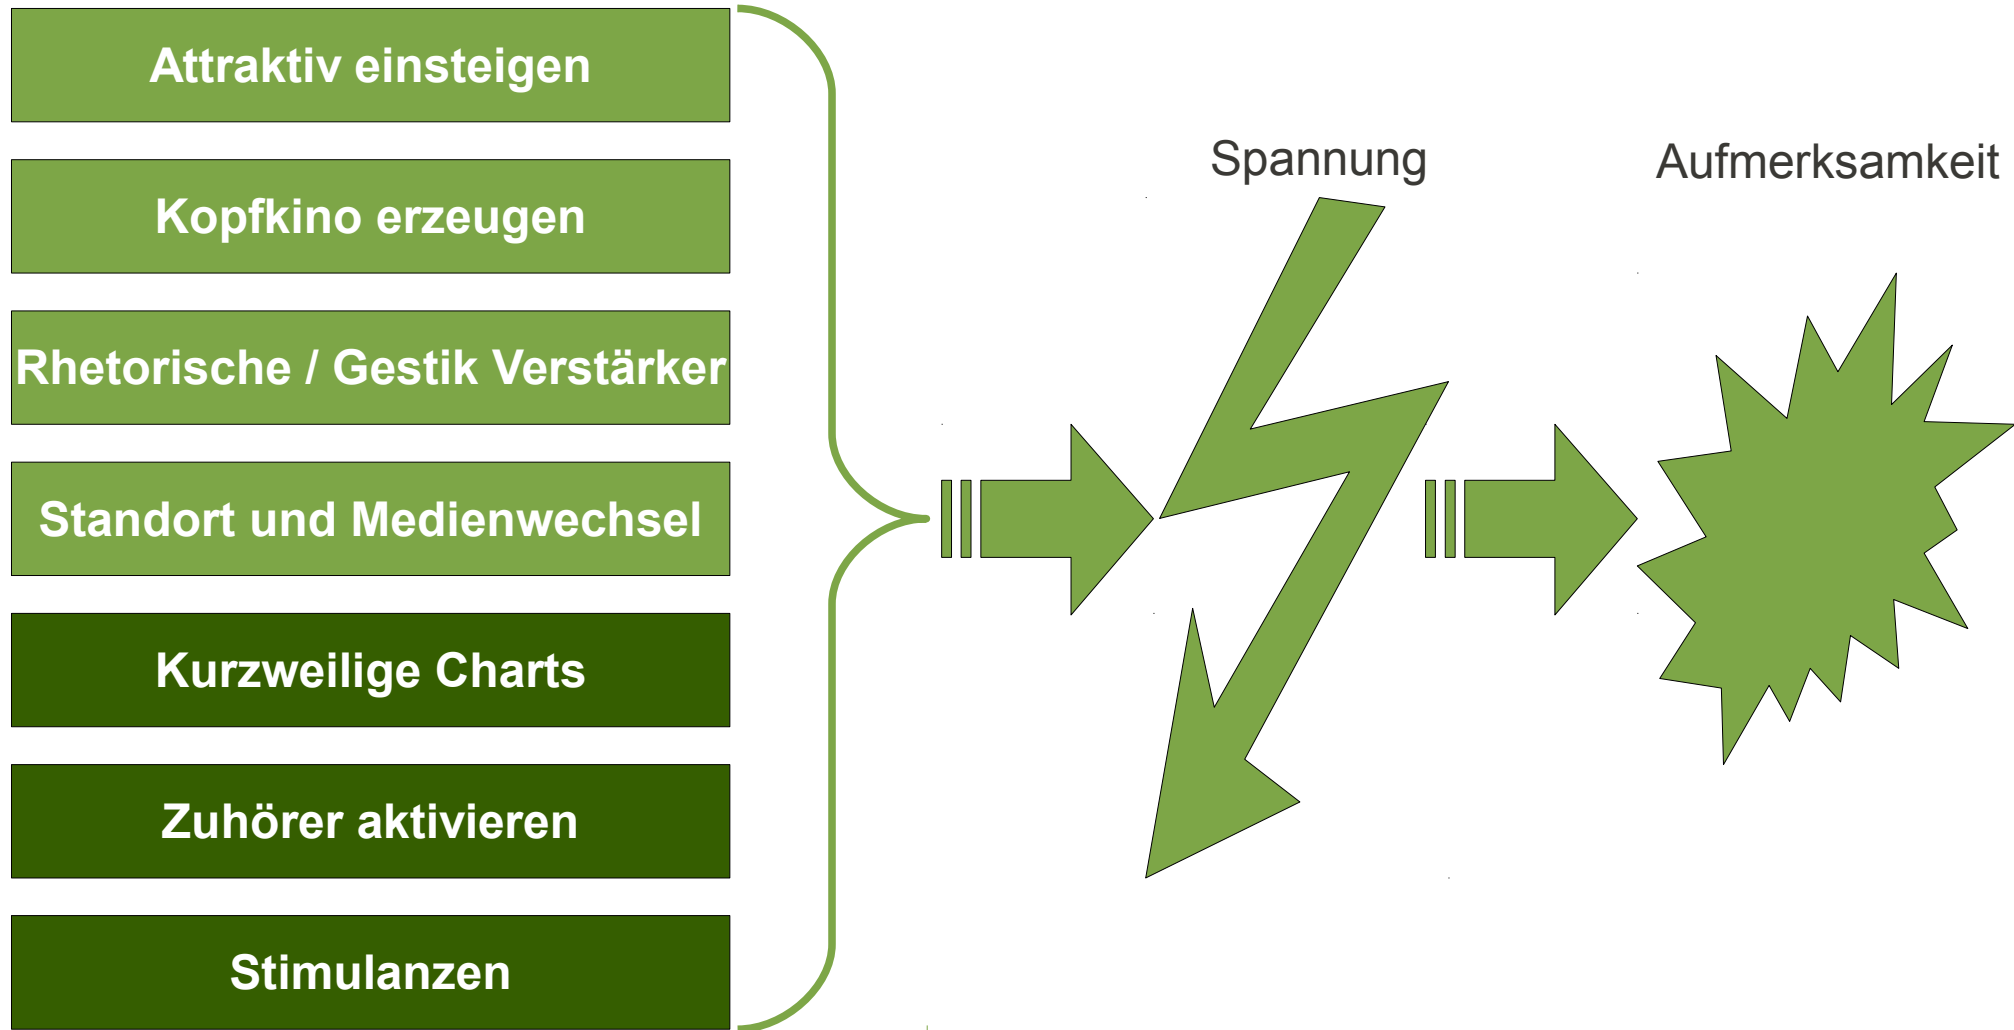 Attraktiv einsteigen
Kopfkino erzeugen
Rhetorische / Gestik Verstärker
Standort und Medienwechsel
Kurzweilige Charts
Zuhörer aktivieren
Stimulanzen
Spannung
Aufmerksamkeit